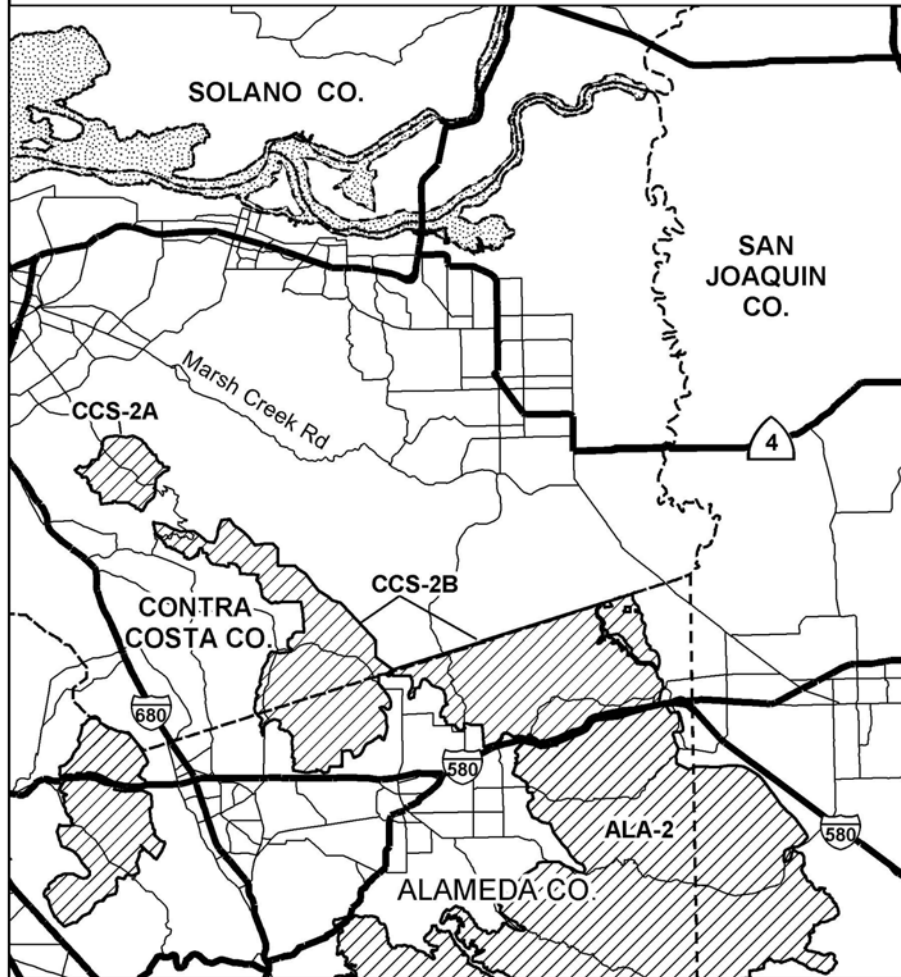 SOLANO CO.
SAN
JOAQUIN
CO.
Marsh Creek Rd
CCS-2A
4
CCS-2B
CONTRA
COSTA CO.
680
580
ALA-2
580
ALAMEDA CO.